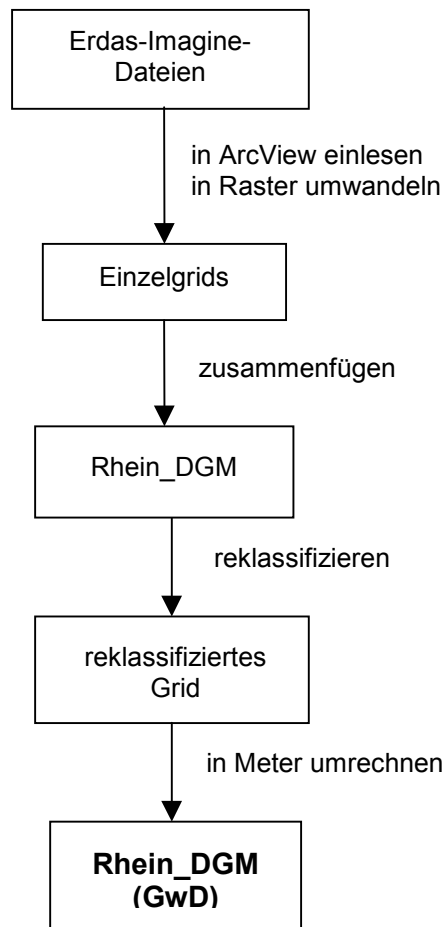 Erdas-Imagine-
Dateien
in ArcView einlesen
in Raster umwandeln
Einzelgrids
zusammenfügen
Rhein_DGM
reklassifizieren
reklassifiziertes
Grid
in Meter umrechnen
Rhein_DGM
(GwD)